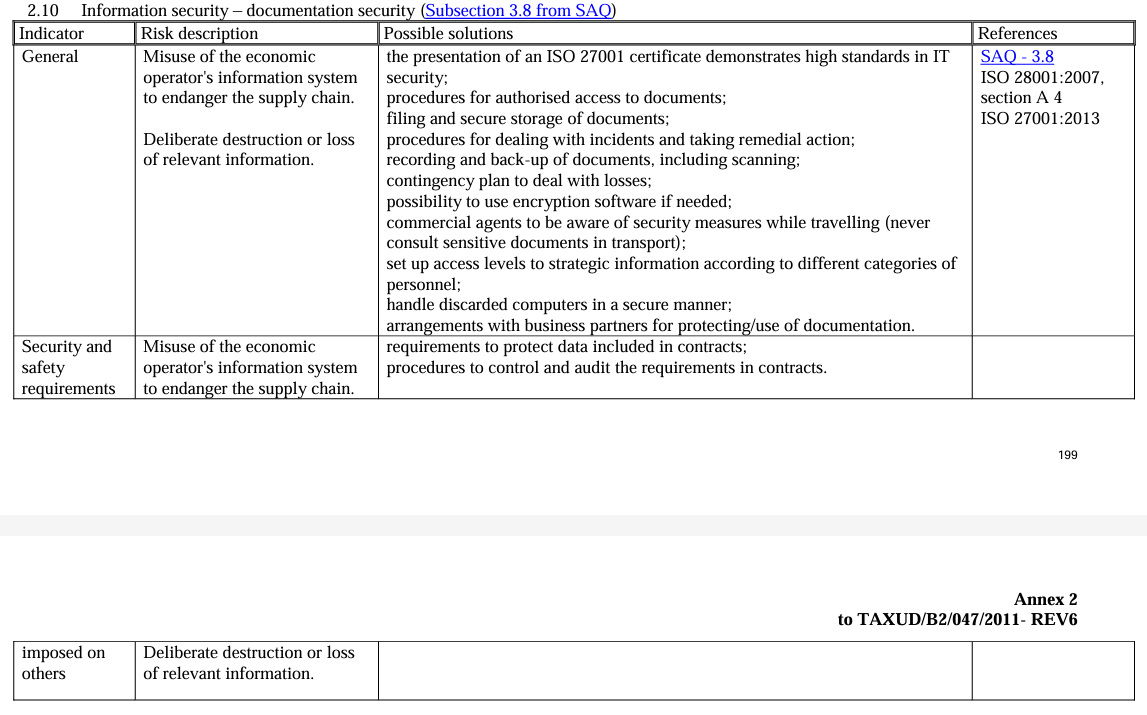 2.10 Information security – documentation security (Subsection 3.8 from SAQ)
Indicator
Risk description
Possible solutions
References
General
Misuse of the economic
operator's information system
to endanger the supply chain.
Deliberate destruction or loss
of relevant information.
the presentation of an ISO 27001 certificate demonstrates high standards in IT
security;
procedures for authorised access to documents;
filing and secure storage of documents;
procedures for dealing with incidents and taking remedial action;
recording and back-up of documents, including scanning;
contingency plan to deal with losses;
possibility to use encryption software if needed;
commercial agents to be aware of security measures while travelling (never
consult sensitive documents in transport);
set up access levels to strategic information according to different categories of
personnel;
handle discarded computers in a secure manner;
arrangements with business partners for protecting/use of documentation.
SAQ - 3.8
ISO 28001:2007,
section A 4
ISO 27001:2013
Security and
safety
requirements
Misuse of the economic
operator's information system
to endanger the supply chain.
requirements to protect data included in contracts;
procedures to control and audit the requirements in contracts.
199
Annex 2
to TAXUD/B2/047/2011- REV6
imposed on
others
Deliberate destruction or loss
of relevant information.